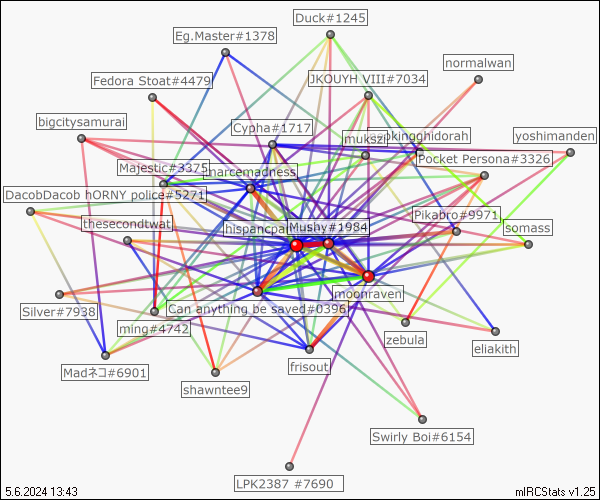 Duck#1245
Eg.Master#1378
normalwan
Fedora Stoat#4479
JKOUYH VIII#7034
bigcitysamurai
Cypha#1717
mukszi
okingghidorah
yoshimanden
Majestic#3375
harcemadness
Pocket Persona#3326
DacobDacob hORNY police#5271
thesecondtwat
hispancpa
Mushy#1984
Pikabro#9971
somass
moonraven
Silver#7938
Can anything be saved#0396
ming#4742
zebula
eliakith
Madネコ#6901
frisout
shawntee9
Swirly Boi#6154
LPK2387 #7690
5.6.2024 13:43
mIRCStats v1.25